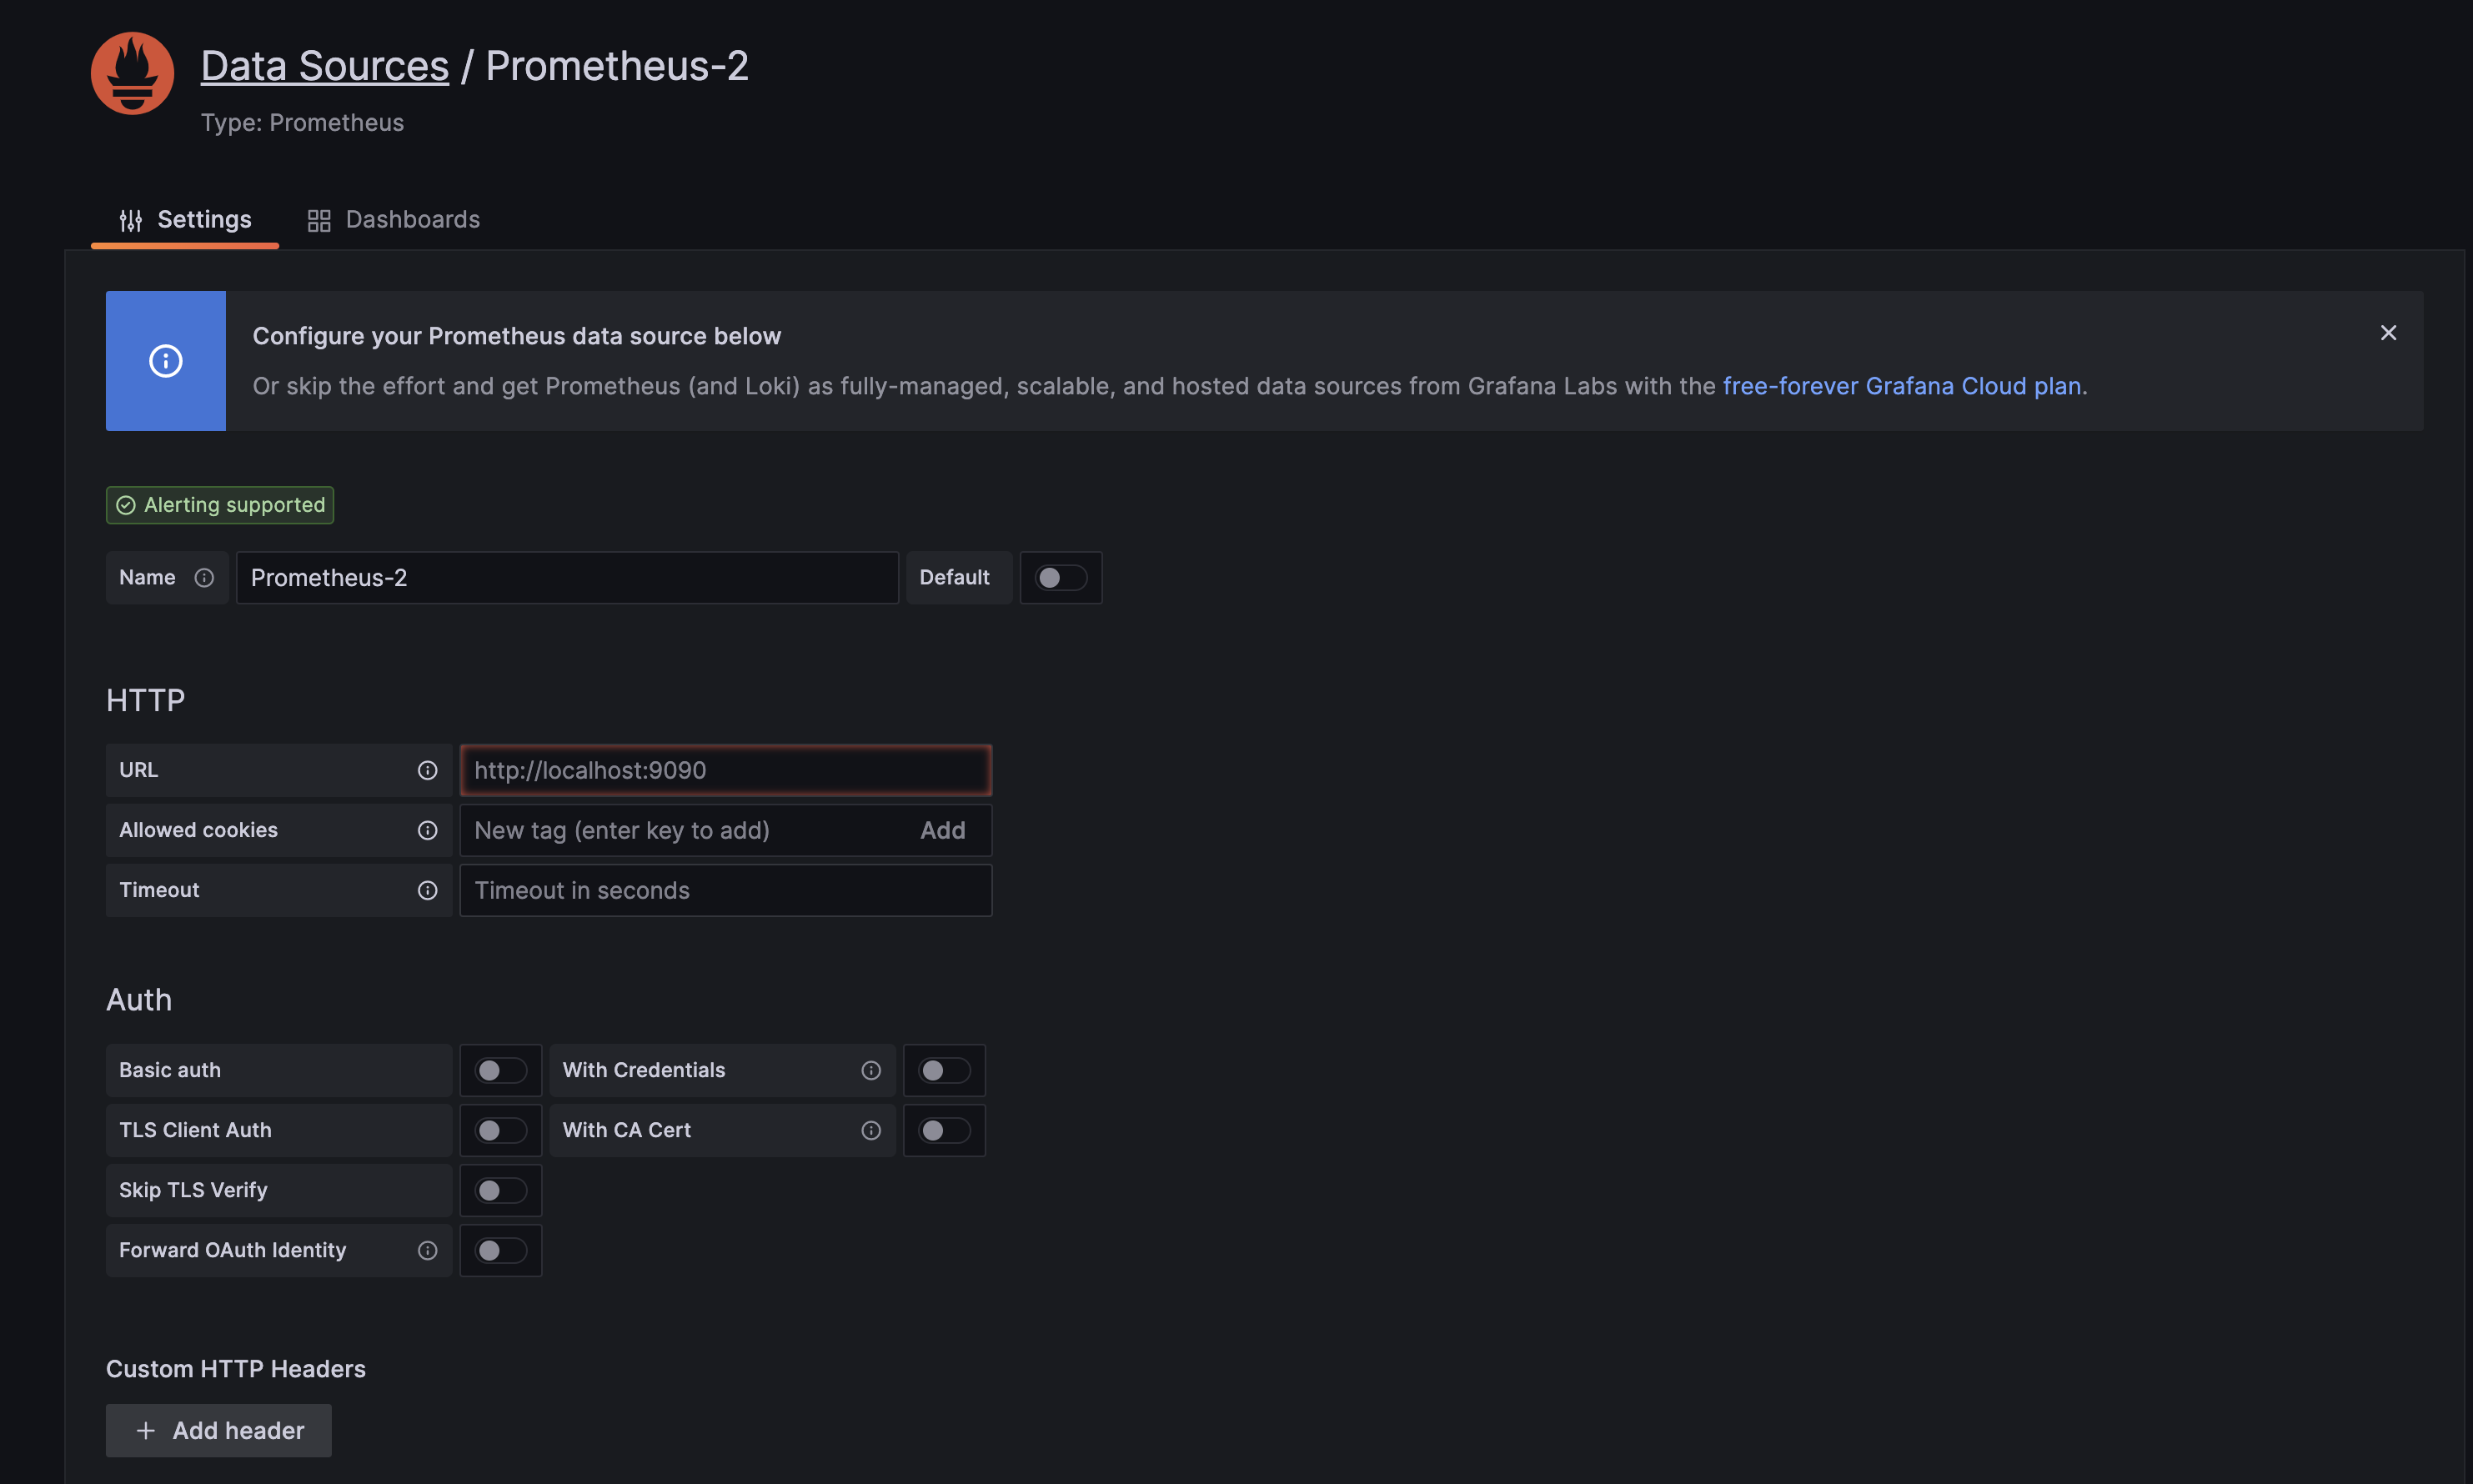 Data Sources / Prometheus-2
Type: Prometheus
Settings Dashboards
Configure your Prometheus data source below
Or skip the effort and get Prometheus (and Loki) as fully-managed, scalable, and hosted data sources from Grafana Labs with the free-forever Grafana Cloud plan.
Alerting supported
Name Prometheus-2 Default
HTTP
URL http://localhost:9090
Allowed cookies New tag (enter key to add) Add
Timeout Timeout in seconds
Auth
Basic auth With Credentials
TLS Client Auth With CA Cert
Skip TLS Verify
Forward OAuth Identity
Custom HTTP Headers
+ Add header